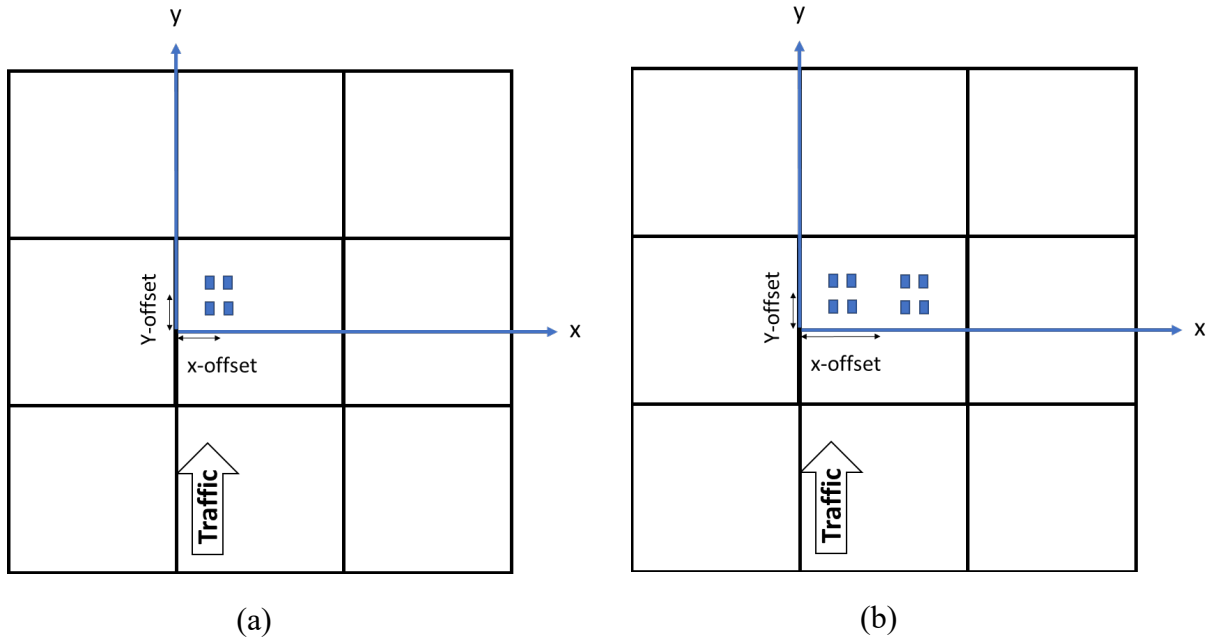 y
Y-offset
x
x-offset
Traffic
(a)
y
Y-offset
x
x-offset
Traffic
(b)